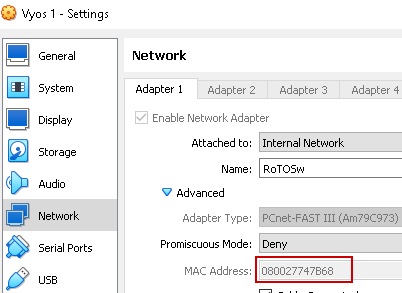 Vyos 1 - Settings
General
System
Display
Storage
Audio
Network
Serial Ports
USB
Network
Adapter 1 Adapter 2 Adapter 3 Adapter 4
Enable Network Adapter
Attached to: Internal Network
Name: RoTOSw
Advanced
Adapter Type: PCnet-FAST III (Am79C973)
Promiscuous Mode: Deny
MAC Address: 080027747B68